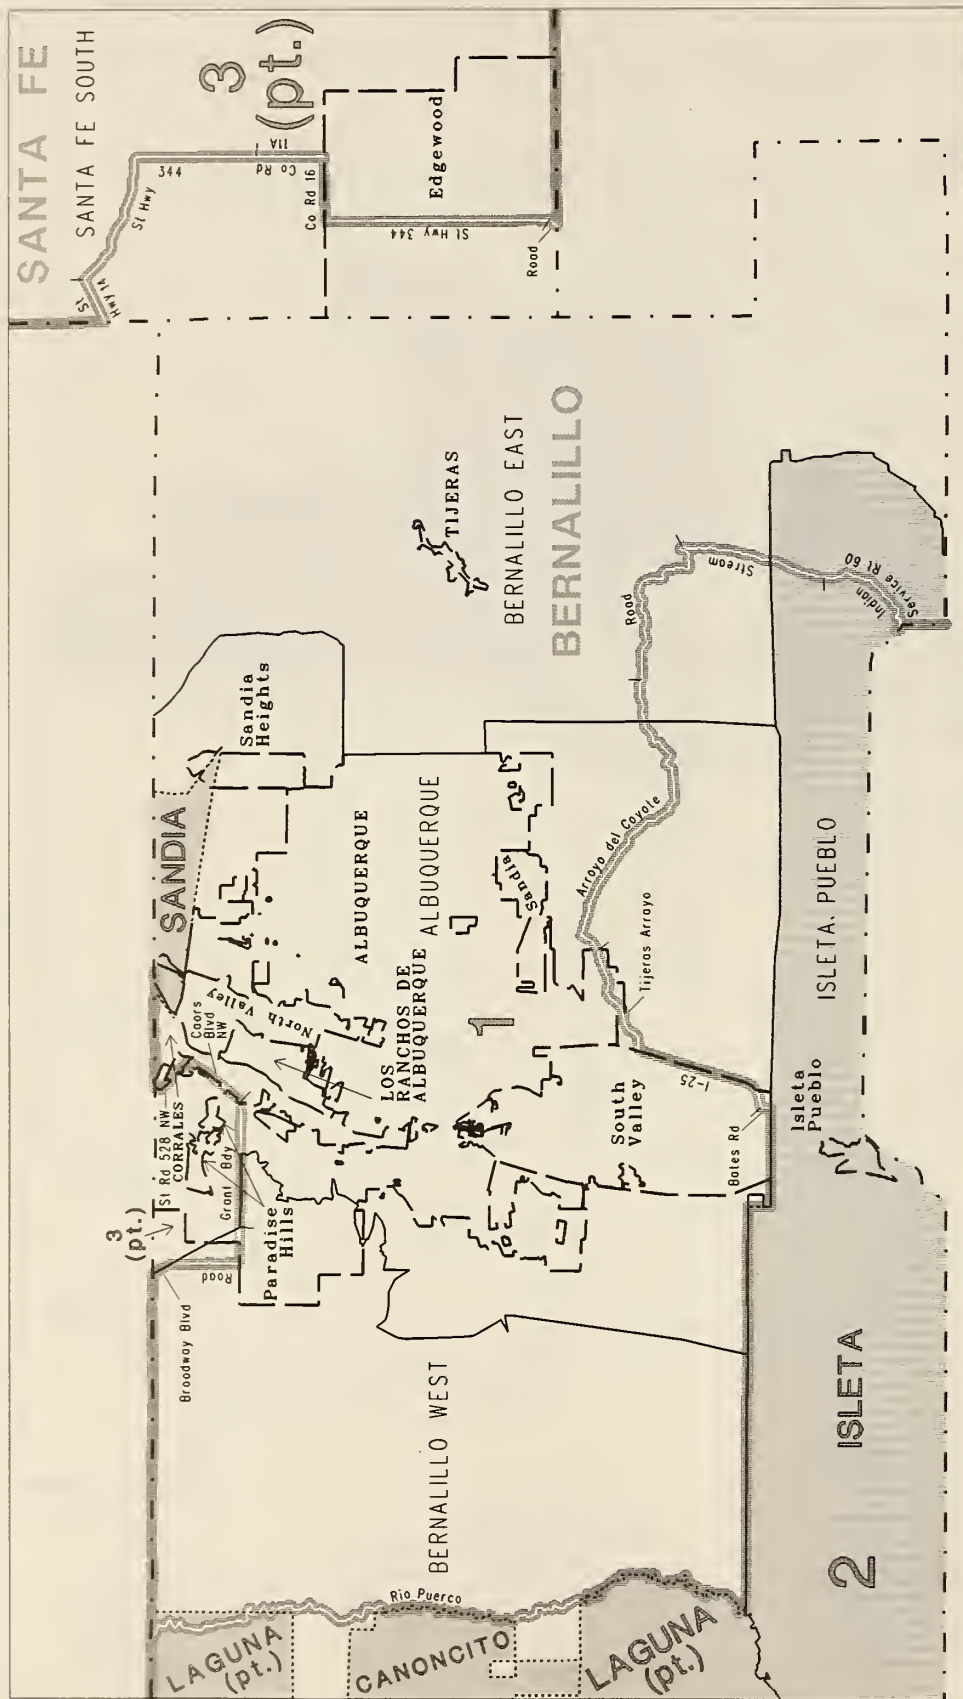 SANTA FE
SANTA FE SOUTH
3
(pt.)
St
Hwy 14
St Hwy
344
Co Rd
11A
Co Rd 16
Edgewood
St Hwy 344
Road
TIJERAS
BERNALILLO EAST
BERNALILLO
Sandia
Heights
SANDIA
ALBUQUERQUE
ALBUQUERQUE
Sandia
Road
Stream
Indian
Service Rt 60
Arroyo del Coyote
Tijeras Arroyo
North Valley
Coors
Blvd
NW
LOS
RANCHOS DE
ALBUQUERQUE
1
St Rd 528 NW
CORRALES
3
(pt.)
Grant Bdy
Paradise
Hills
Road
Broadway Blvd
South
Valley
I-25
Bates Rd
Isleta
Pueblo
ISLETA PUEBLO
BERNALILLO WEST
ISLETA
2
Rio Puerco
LAGUNA
(pt.)
CANONCITO
LAGUNA
(pt.)